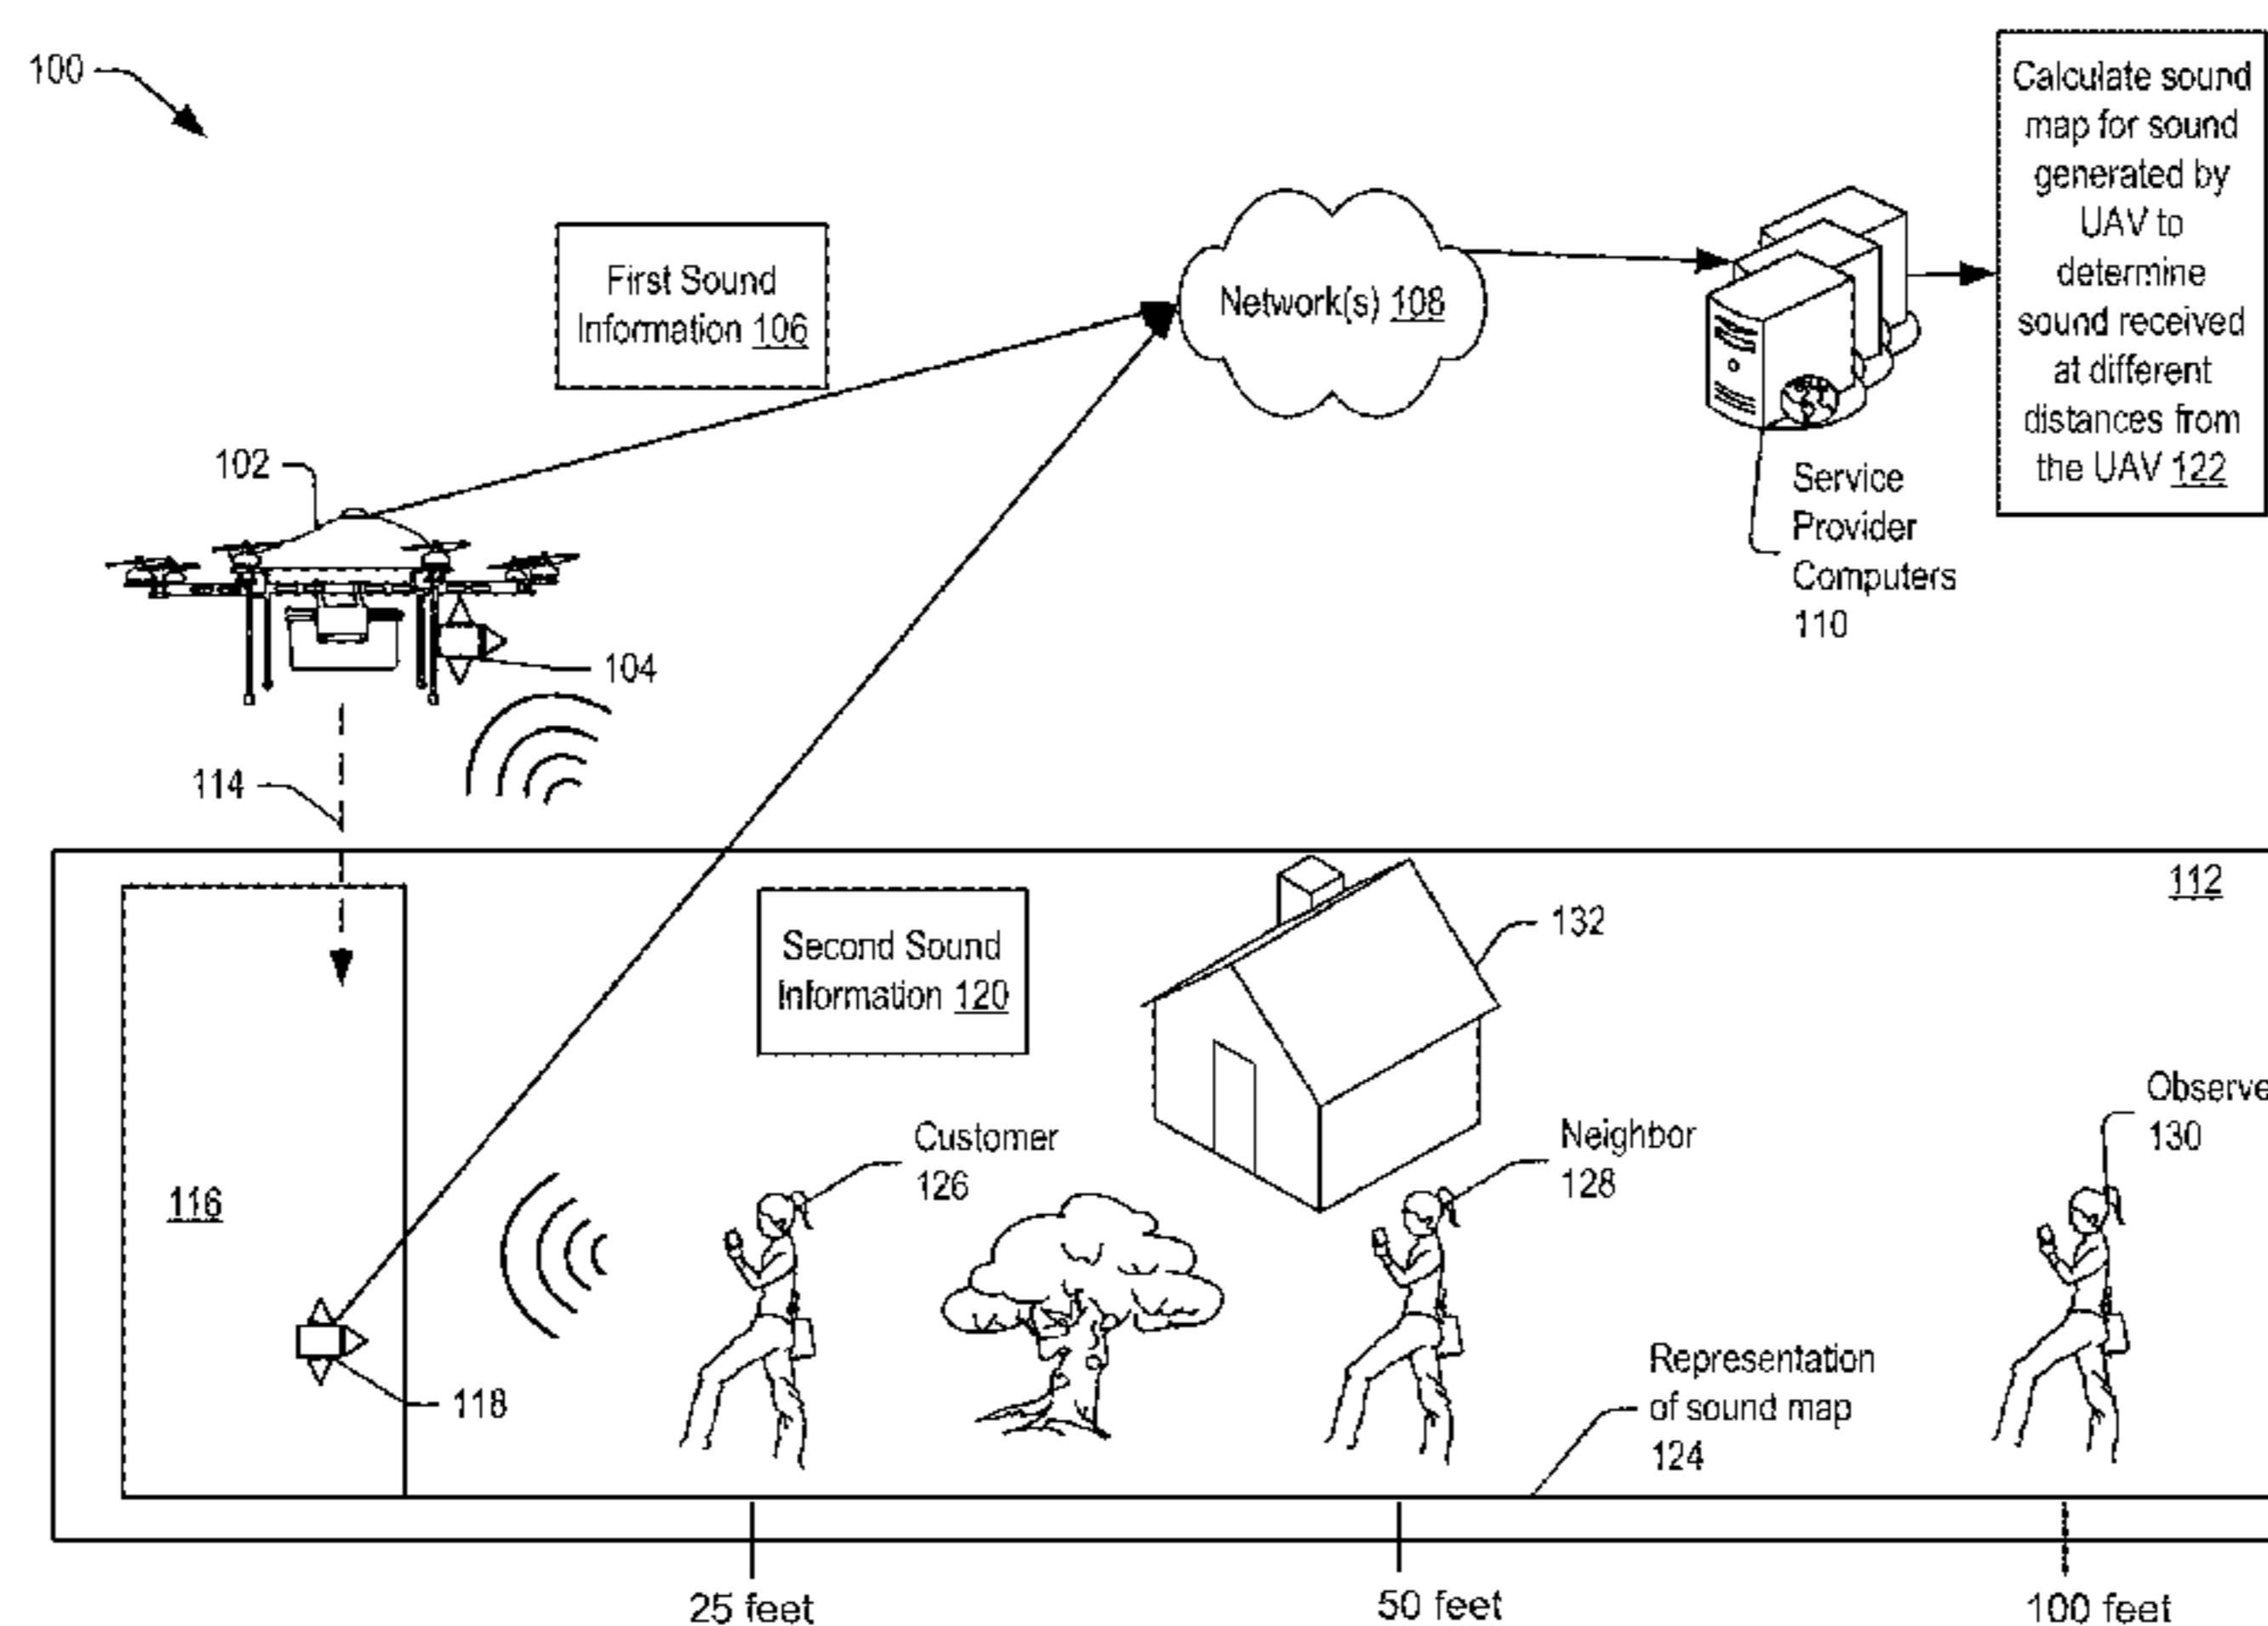 100
Calculate sound
map for sound
generated by
UAV to
determine
sound received
at different
distances from
the UAV 122
First Sound
Information 106
Network(s) 108
102
Service
Provider
Computers
110
104
114
112
132
Second Sound
Information 120
Observe
130
Customer
126
Neighbor
128
116
Representation
of sound map
124
118
25 feet
50 feet
100 feet